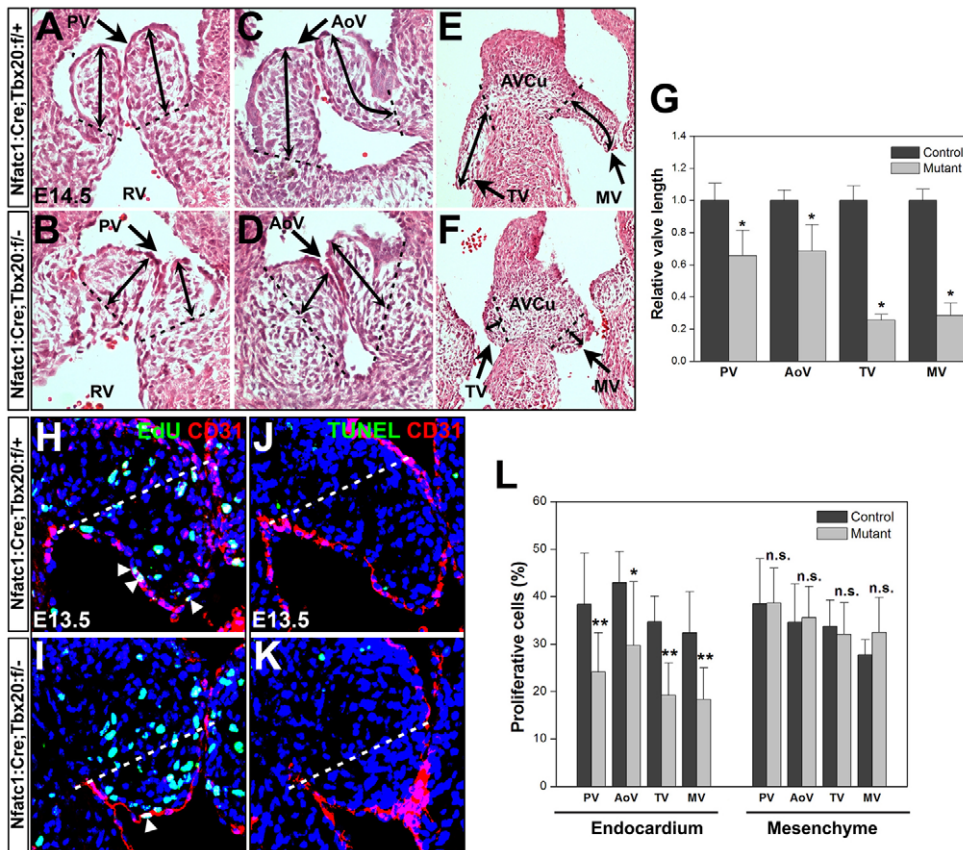 Nfatc1:Cre;Tbx20:f/+
A
PV
E14.5
RV
C
AoV
E
AVCu
TV
MV
Nfatc1:Cre;Tbx20:f/-
B
PV
RV
D
AoV
F
AVCu
TV
MV
G
Relative valve length
1.4
1.2
1.0
0.8
0.6
0.4
0.2
0.0
Control
Mutant
*
*
*
*
PV AoV TV MV
Nfatc1:Cre;Tbx20:f/+
H
EdU CD31
E13.5
J
TUNEL CD31
Nfatc1:Cre;Tbx20:f/-
I
K
L
Proliferative cells (%)
60
50
40
30
20
10
0
Control
Mutant
**
*
**
**
n.s.
n.s.
n.s.
n.s.
PV AoV TV MV PV AoV TV MV
Endocardium Mesenchyme